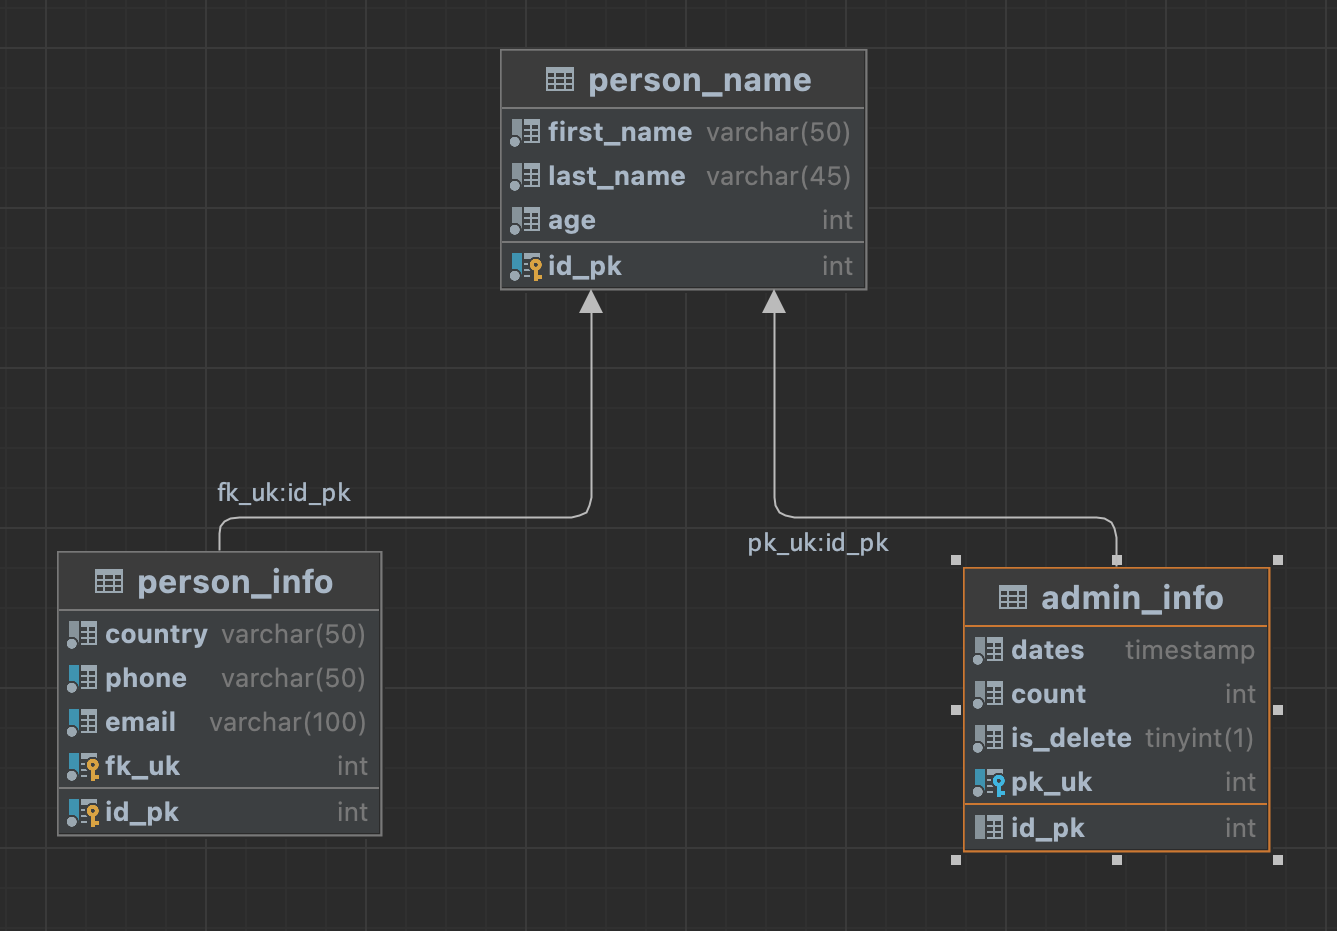 person_name
first_name varchar(50)
last_name varchar(45)
age int
id_pk int
fk_uk:id_pk
pk_uk:id_pk
person_info
country varchar(50)
phone varchar(50)
email varchar(100)
fk_uk int
id_pk int
admin_info
dates timestamp
count int
is_delete tinyint(1)
pk_uk int
id_pk int